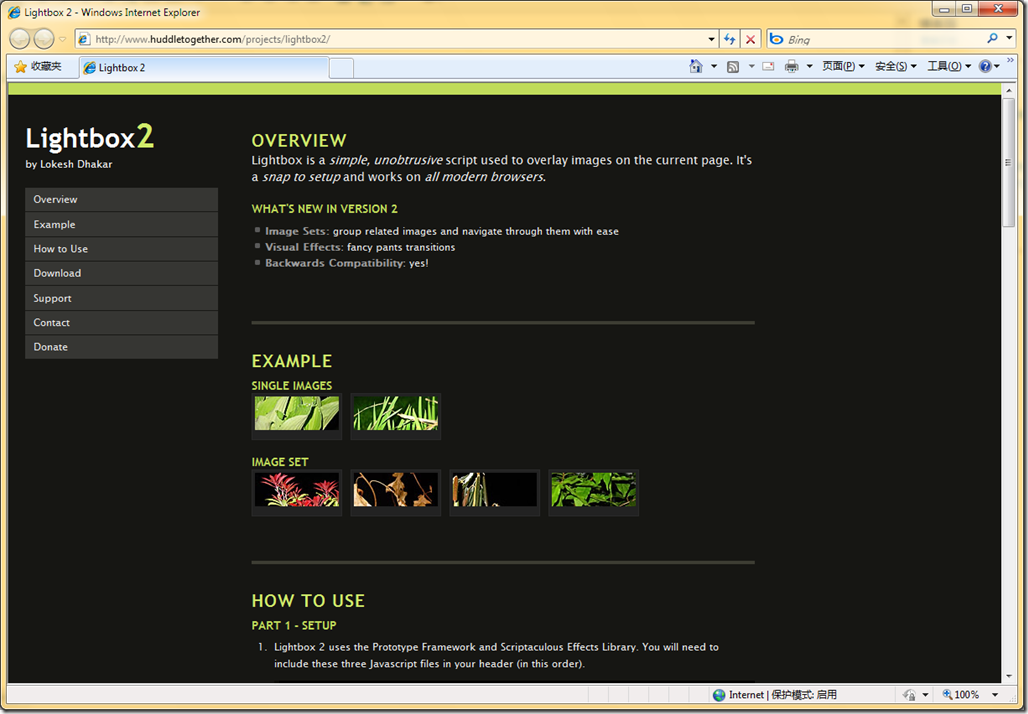 Lightbox 2 - Windows Internet Explorer
http://www.huddletogether.com/projects/lightbox2/
Bing
收藏夹
Lightbox 2
页面(P)
安全(S)
工具(O)
Lightbox2
by Lokesh Dhakar
Overview
Example
How to Use
Download
Support
Contact
Donate
OVERVIEW
Lightbox is a simple, unobtrusive script used to overlay images on the current page. It's
a snap to setup and works on all modern browsers.
WHAT'S NEW IN VERSION 2
Image Sets: group related images and navigate through them with ease
Visual Effects: fancy pants transitions
Backwards Compatibility: yes!
EXAMPLE
SINGLE IMAGES
IMAGE SET
HOW TO USE
PART 1 - SETUP
1. Lightbox 2 uses the Prototype Framework and Scriptaculous Effects Library. You will need to
include these three Javascript files in your header (in this order).
Internet | 保护模式: 启用
100%